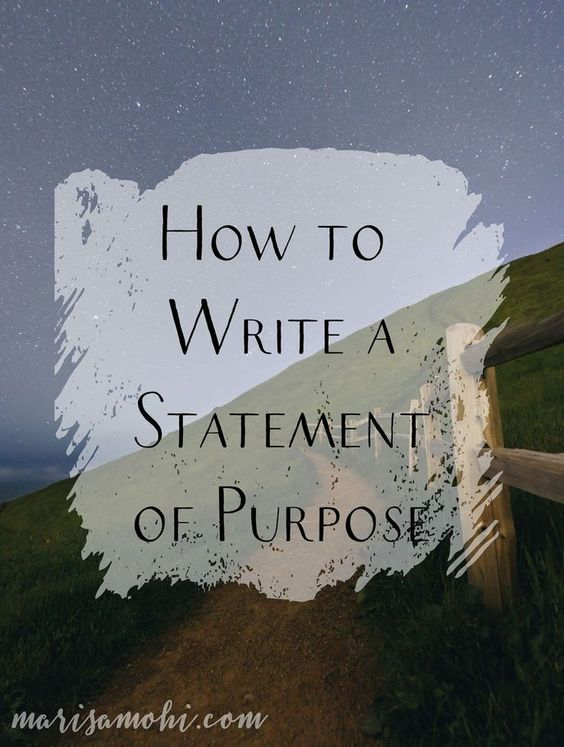 How to
Write a
Statement
of Purpose
marisamohi.com